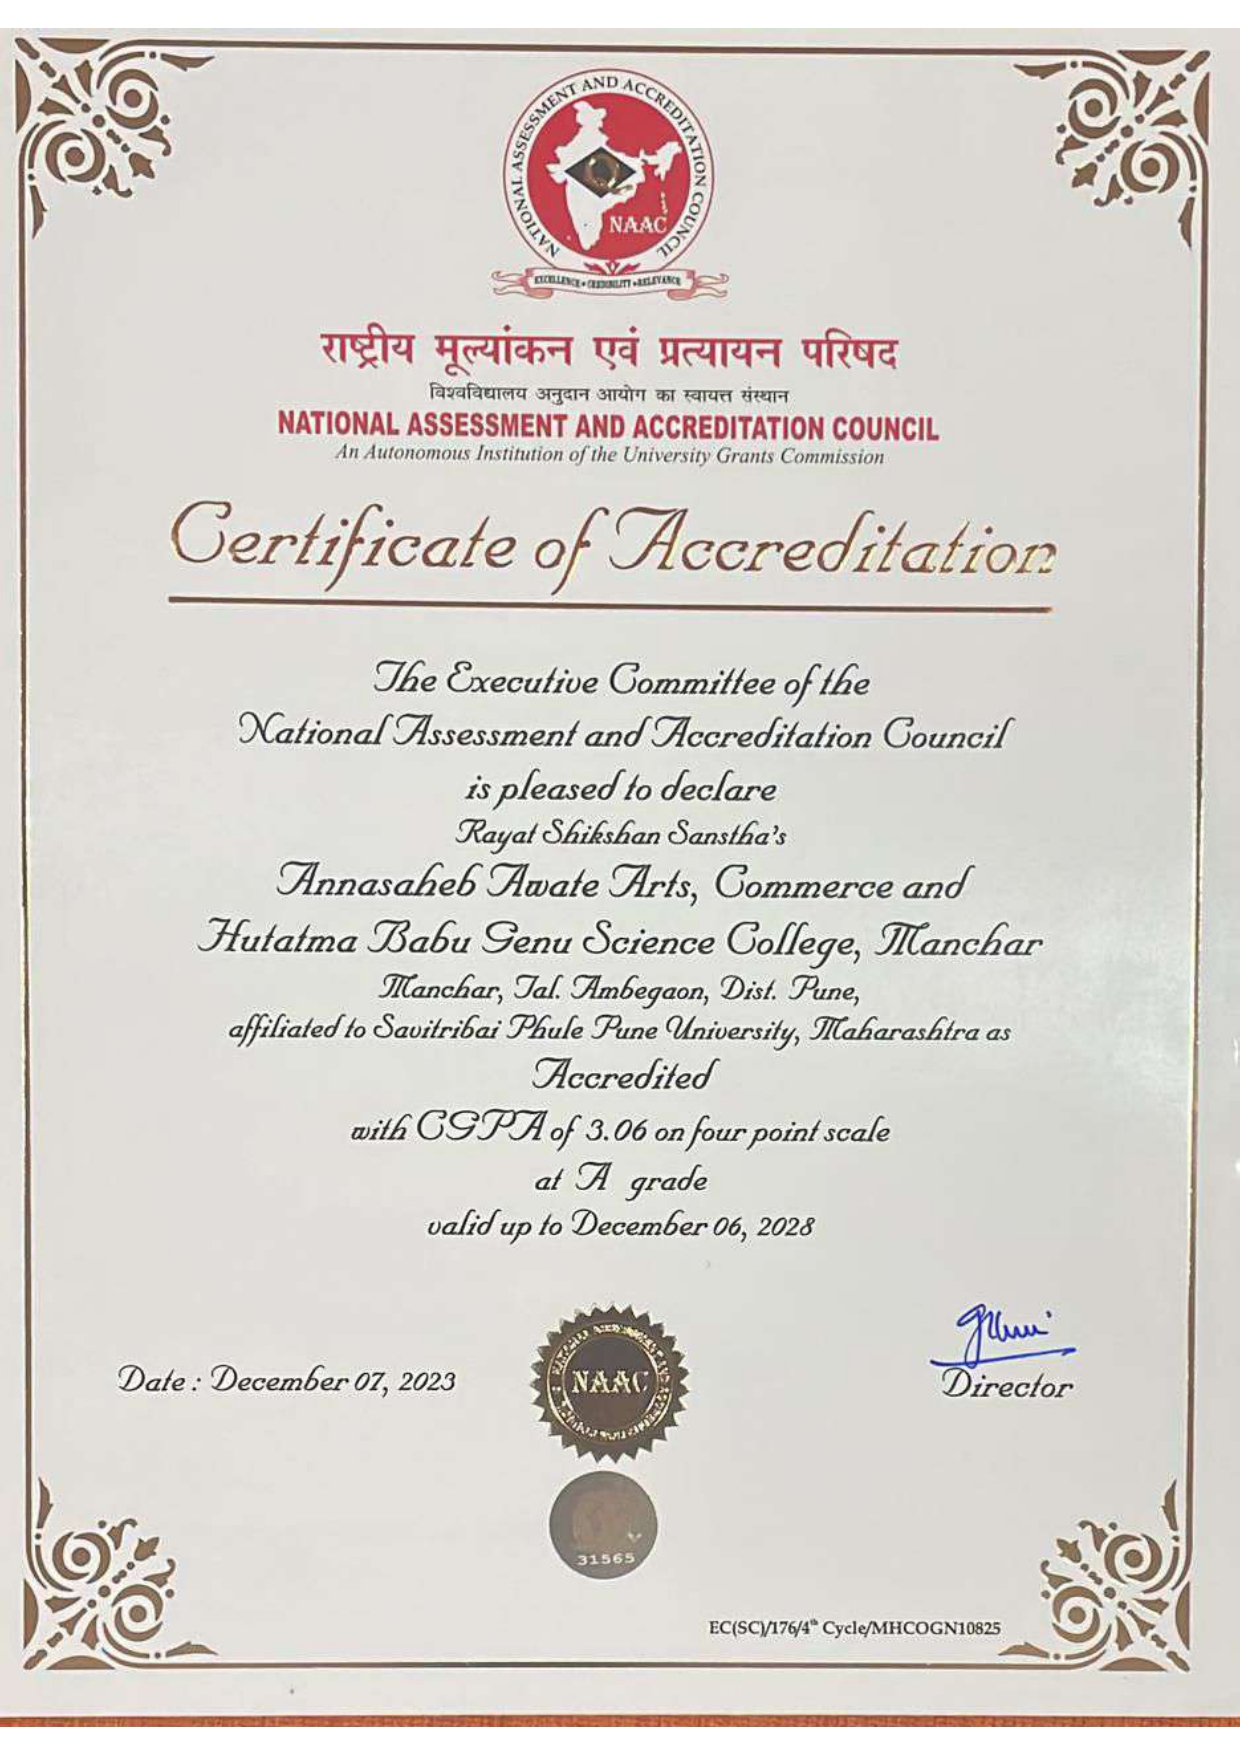 NATIONAL ASSESSMENT AND ACCREDITATION COUNCIL
NAAC
EXCELLENCE • CREDIBILITY • RELEVANCE
राष्ट्रीय मूल्यांकन एवं प्रत्यायन परिषद
विश्वविद्यालय अनुदान आयोग का स्वायत्त संस्थान
NATIONAL ASSESSMENT AND ACCREDITATION COUNCIL
An Autonomous Institution of the University Grants Commission
Certificate of Accreditation
The Executive Committee of the
National Assessment and Accreditation Council
is pleased to declare
Rayat Shikshan Sanstha's
Annasaheb Awate Arts, Commerce and
Hutatma Babu Genu Science College, Manchar
Manchar, Tal. Ambegaon, Dist. Pune,
affiliated to Savitribai Phule Pune University, Maharashtra as
Accredited
with CGPA of 3.06 on four point scale
at A grade
valid up to December 06, 2028
Date : December 07, 2023
NAAC
Director
31565
EC(SC)/176/4th Cycle/MHCOGN10825